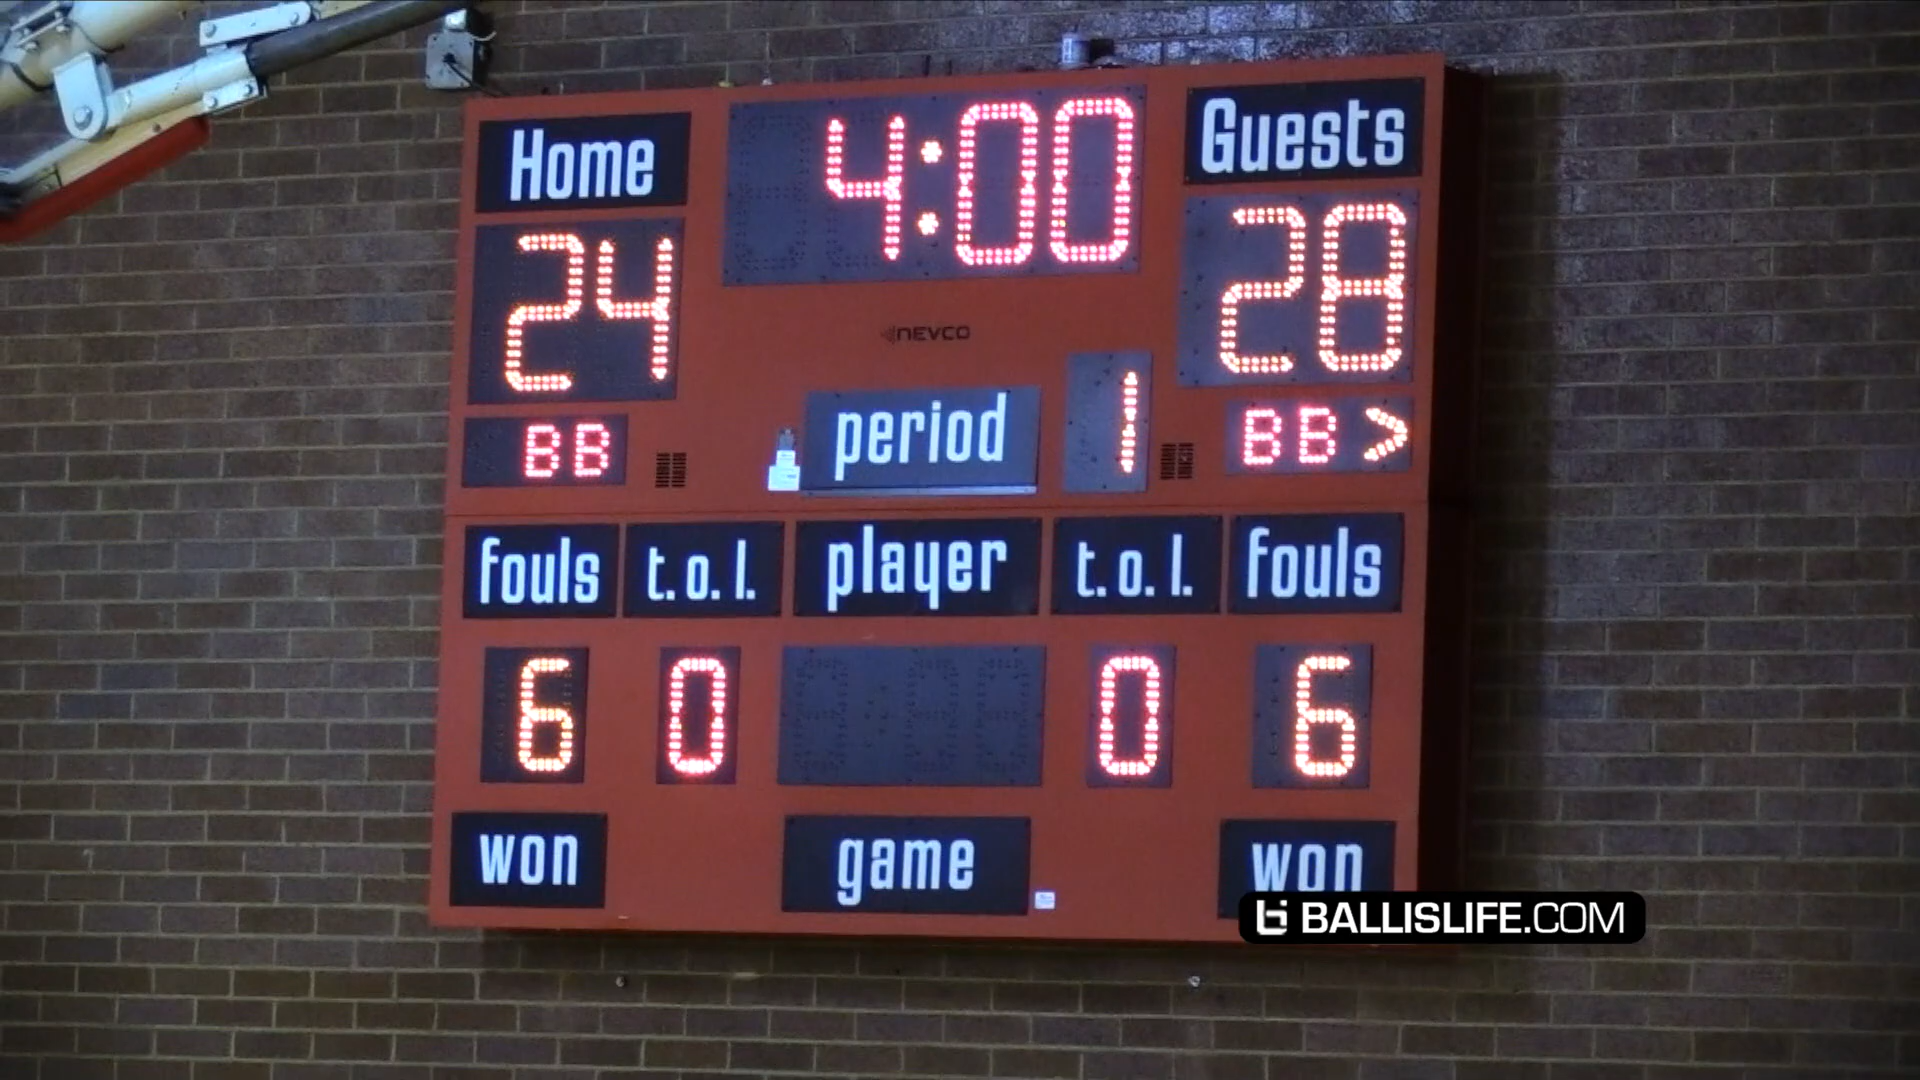 Home 4:00 Guests
24 28
NEVCO
BB period 1 BB >
fouls t.o.l. player t.o.l. fouls
6 0 0 6
won game won
BALLISLIFE.COM